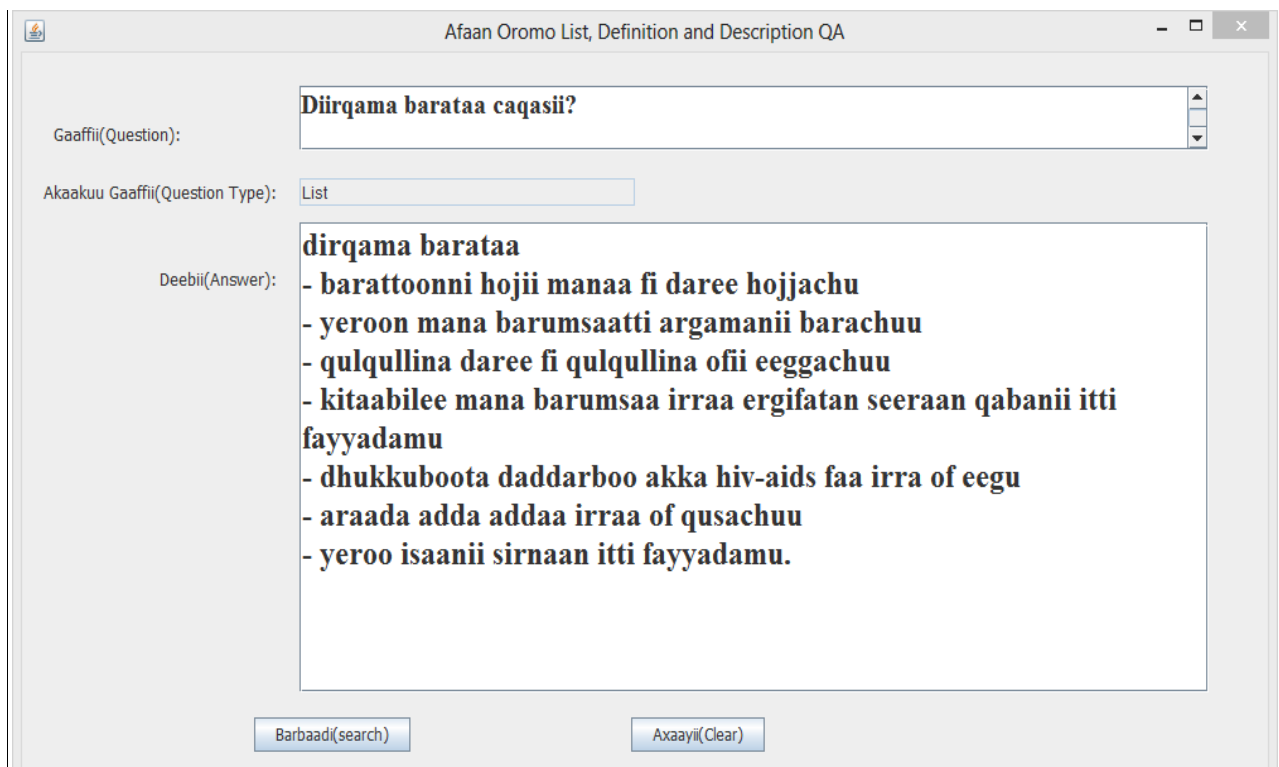 Afaan Oromo List, Definition and Description QA
Gaaffii(Question):
Diirqama barataa caqasii?
Akaakuu Gaaffii(Question Type):
List
Deebii(Answer):
dirqama barataa
- barattoonni hojii manaa fi daree hojjachu
- yeroon mana barumsaatti argamanii barachuu
- qulqullina daree fi qulqullina ofii eeggachuu
- kitaabilee mana barumsaa irraa ergifatan seeraan qabanii itti
fayyadamu
- dhukkuboota daddarboo akka hiv-aids faa irra of eegu
- araada adda addaa irraa of qusachuu
- yeroo isaanii sirnaan itti fayyadamu.
Barbaadi(search)
Axaayii(Clear)